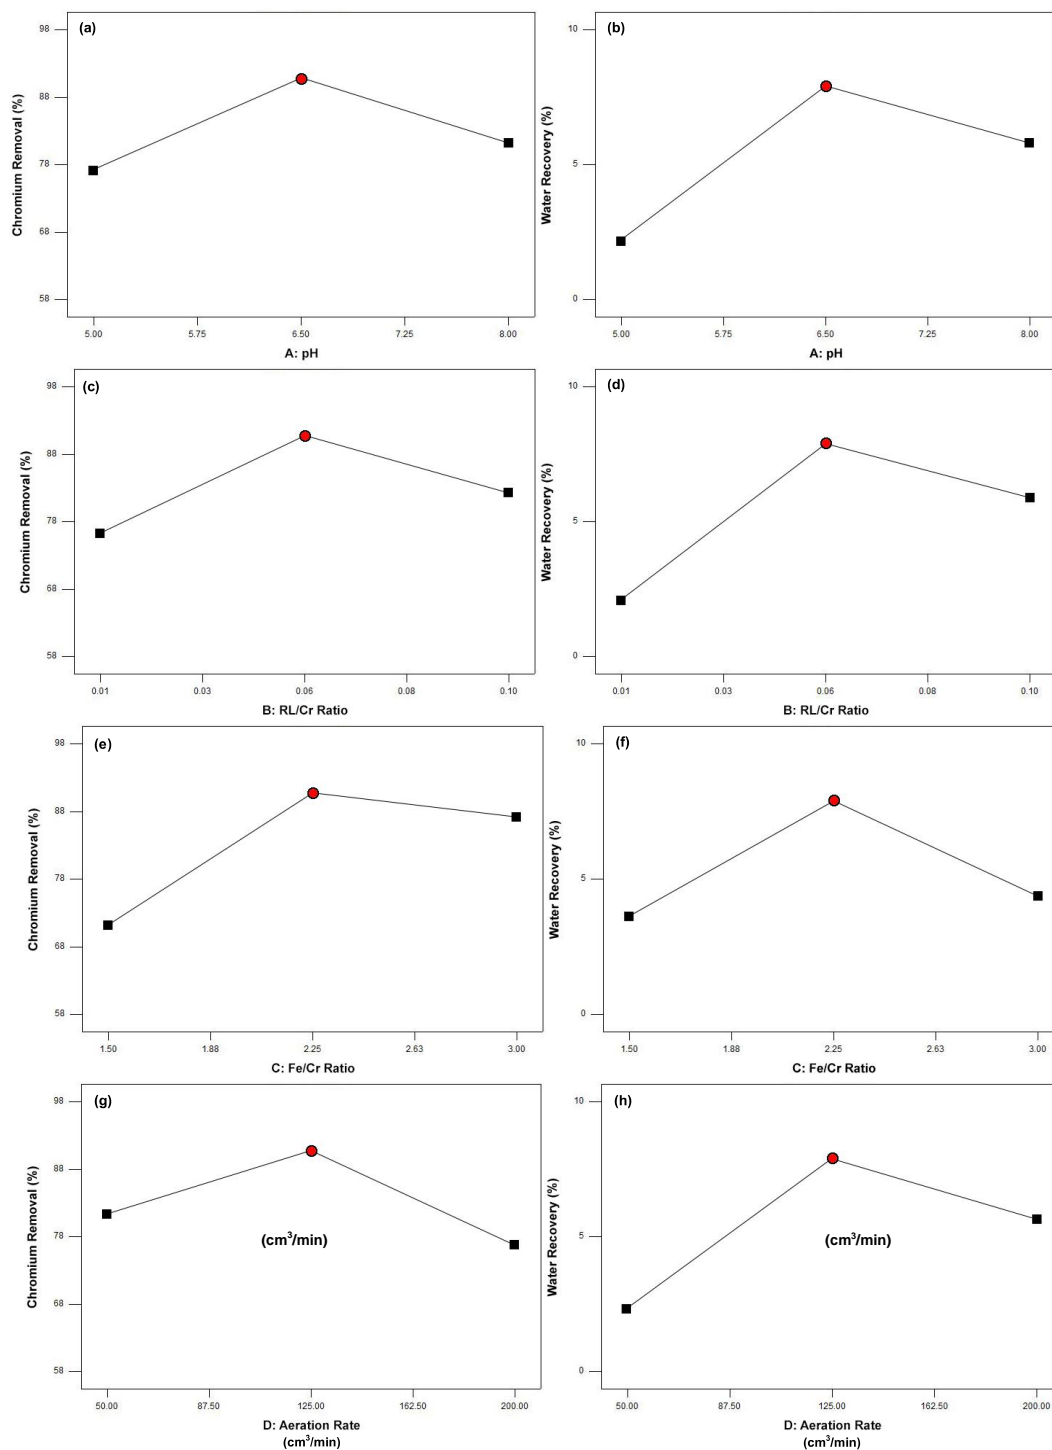 (a)
98
88
78
68
58
Chromium Removal (%)
5.00 5.75 6.50 7.25 8.00
A: pH
(b)
10
5
0
Water Recovery (%)
5.00 5.75 6.50 7.25 8.00
A: pH
(c)
98
88
78
68
58
Chromium Removal (%)
0.01 0.03 0.06 0.08 0.10
B: RL/Cr Ratio
(d)
10
5
0
Water Recovery (%)
0.01 0.03 0.06 0.08 0.10
B: RL/Cr Ratio
(e)
98
88
78
68
58
Chromium Removal (%)
1.50 1.88 2.25 2.63 3.00
C: Fe/Cr Ratio
(f)
10
5
0
Water Recovery (%)
1.50 1.88 2.25 2.63 3.00
C: Fe/Cr Ratio
(g)
98
88
78
68
58
Chromium Removal (%)
(cm³/min)
50.00 87.50 125.00 162.50 200.00
D: Aeration Rate
(cm³/min)
(h)
10
5
0
Water Recovery (%)
(cm³/min)
50.00 87.50 125.00 162.50 200.00
D: Aeration Rate
(cm³/min)